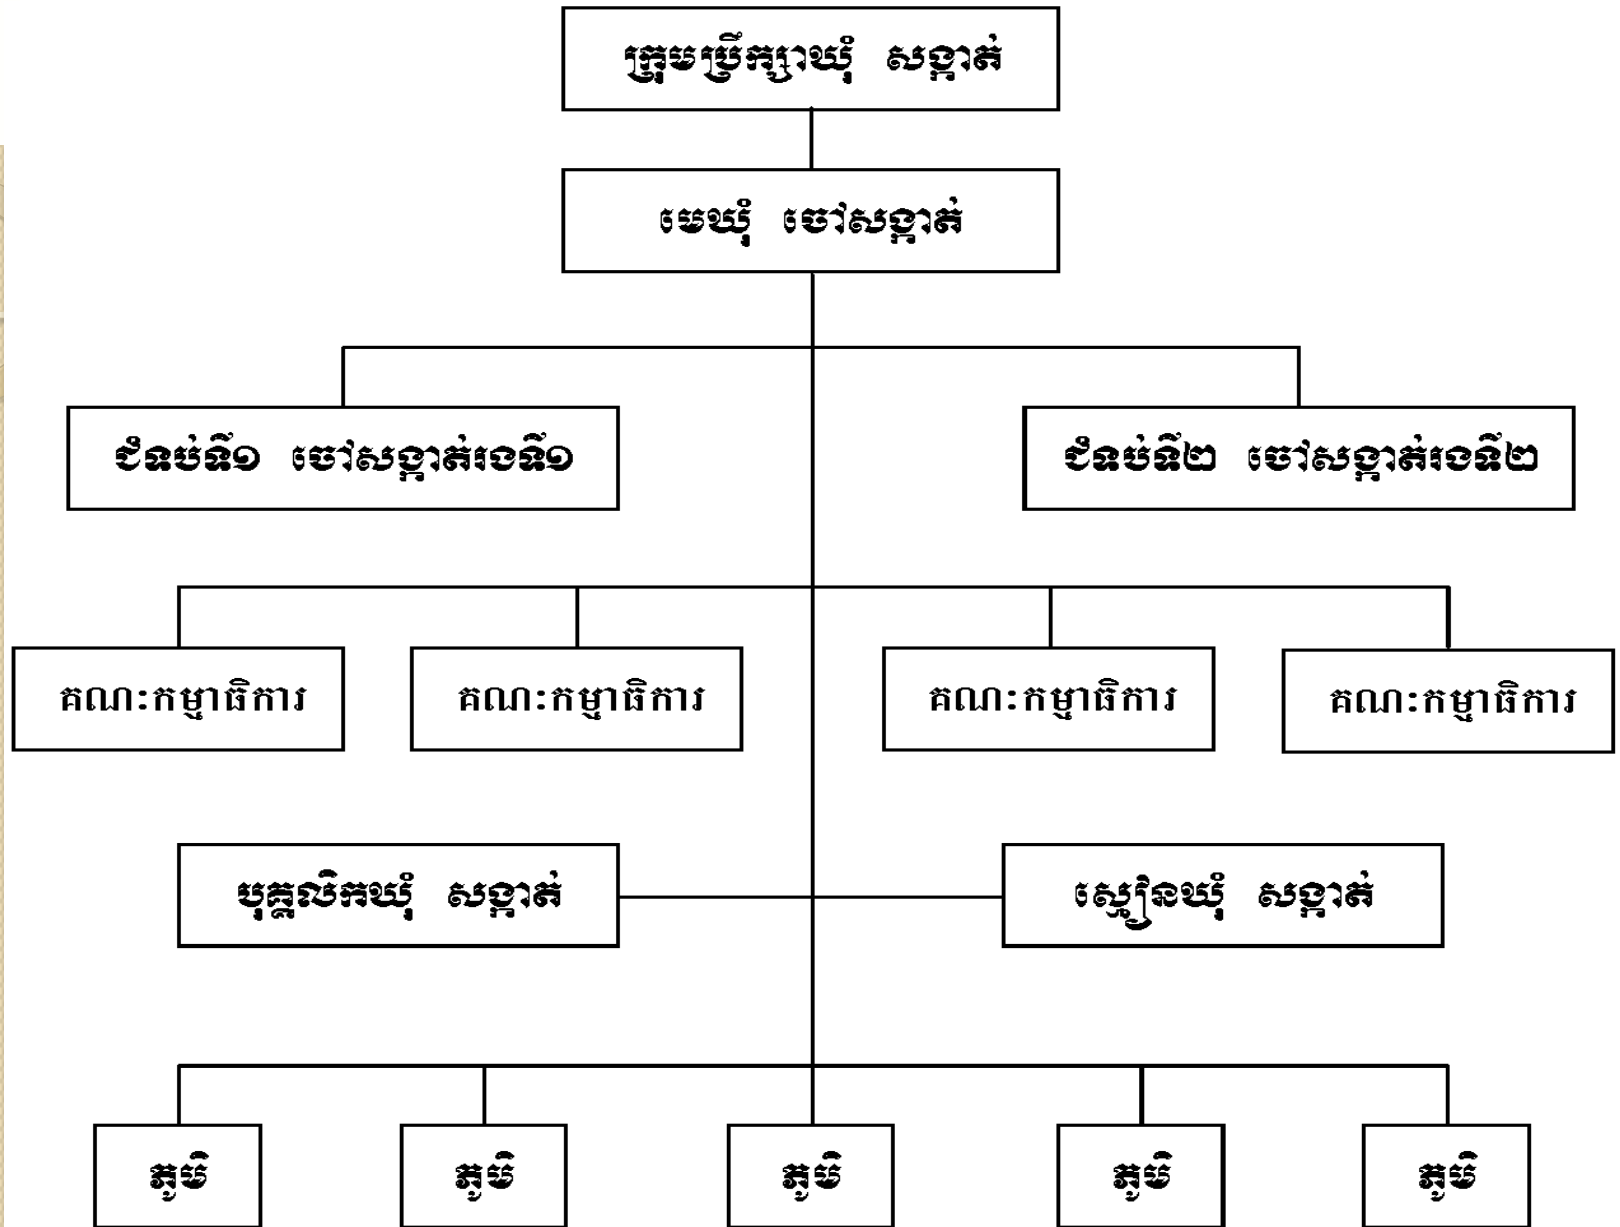 ក្រុមប្រឹក្សាឃុំ សង្កាត់
មេឃុំ ចៅសង្កាត់
ជំទប់ទី១ ចៅសង្កាត់រងទី១
ជំទប់ទី២ ចៅសង្កាត់រងទី២
គណៈកម្មាធិការ
គណៈកម្មាធិការ
គណៈកម្មាធិការ
គណៈកម្មាធិការ
បុគ្គលិកឃុំ សង្កាត់
ស្មៀនឃុំ សង្កាត់
ភូមិ
ភូមិ
ភូមិ
ភូមិ
ភូមិ